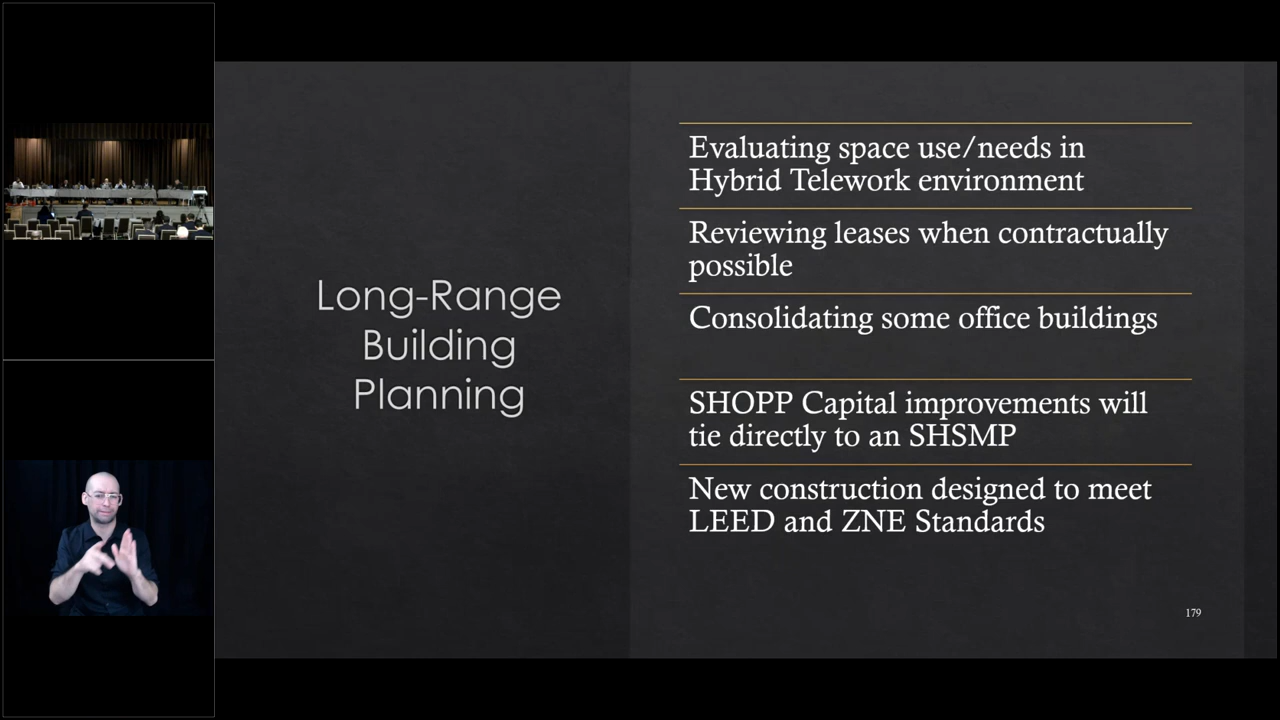 Long-Range
Building
Planning
Evaluating space use/needs in
Hybrid Telework environment
Reviewing leases when contractually
possible
Consolidating some office buildings
SHOPP Capital improvements will
tie directly to an SHSMP
New construction designed to meet
LEED and ZNE Standards
179